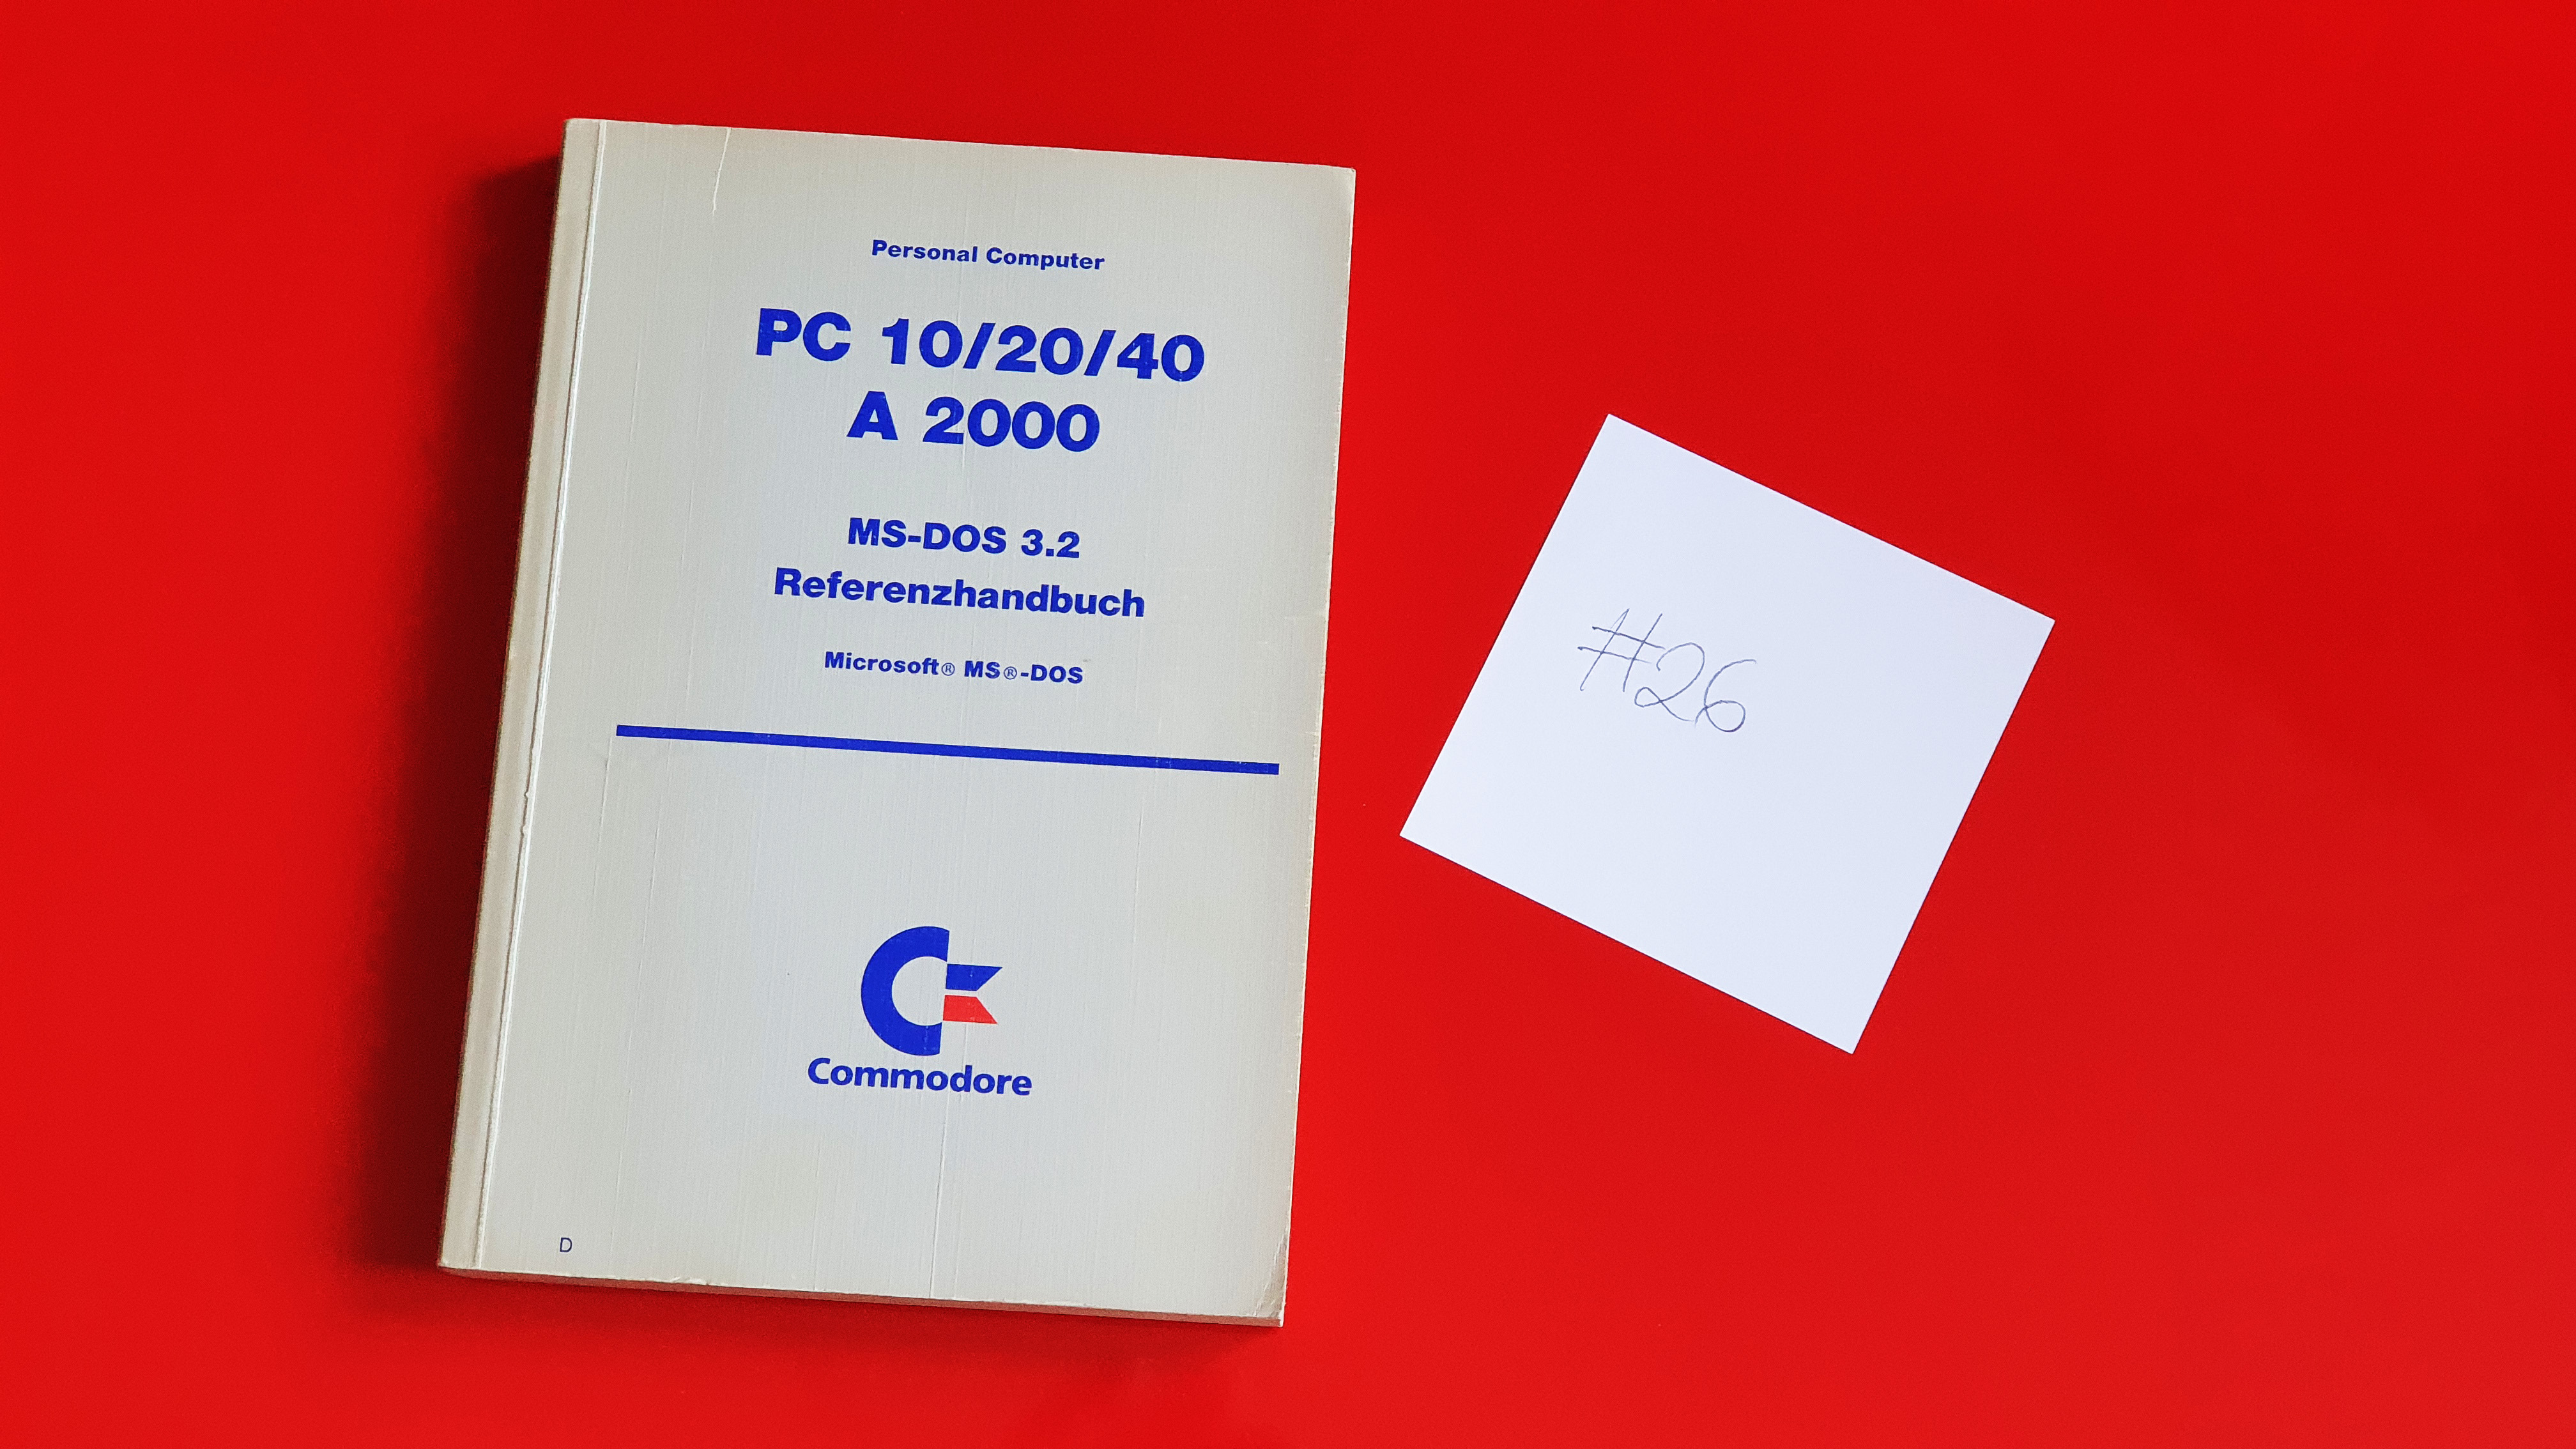 Personal Computer
PC 10/20/40
A 2000
MS-DOS 3.2
Referenzhandbuch
Microsoft® MS®-DOS
Commodore
D
#26